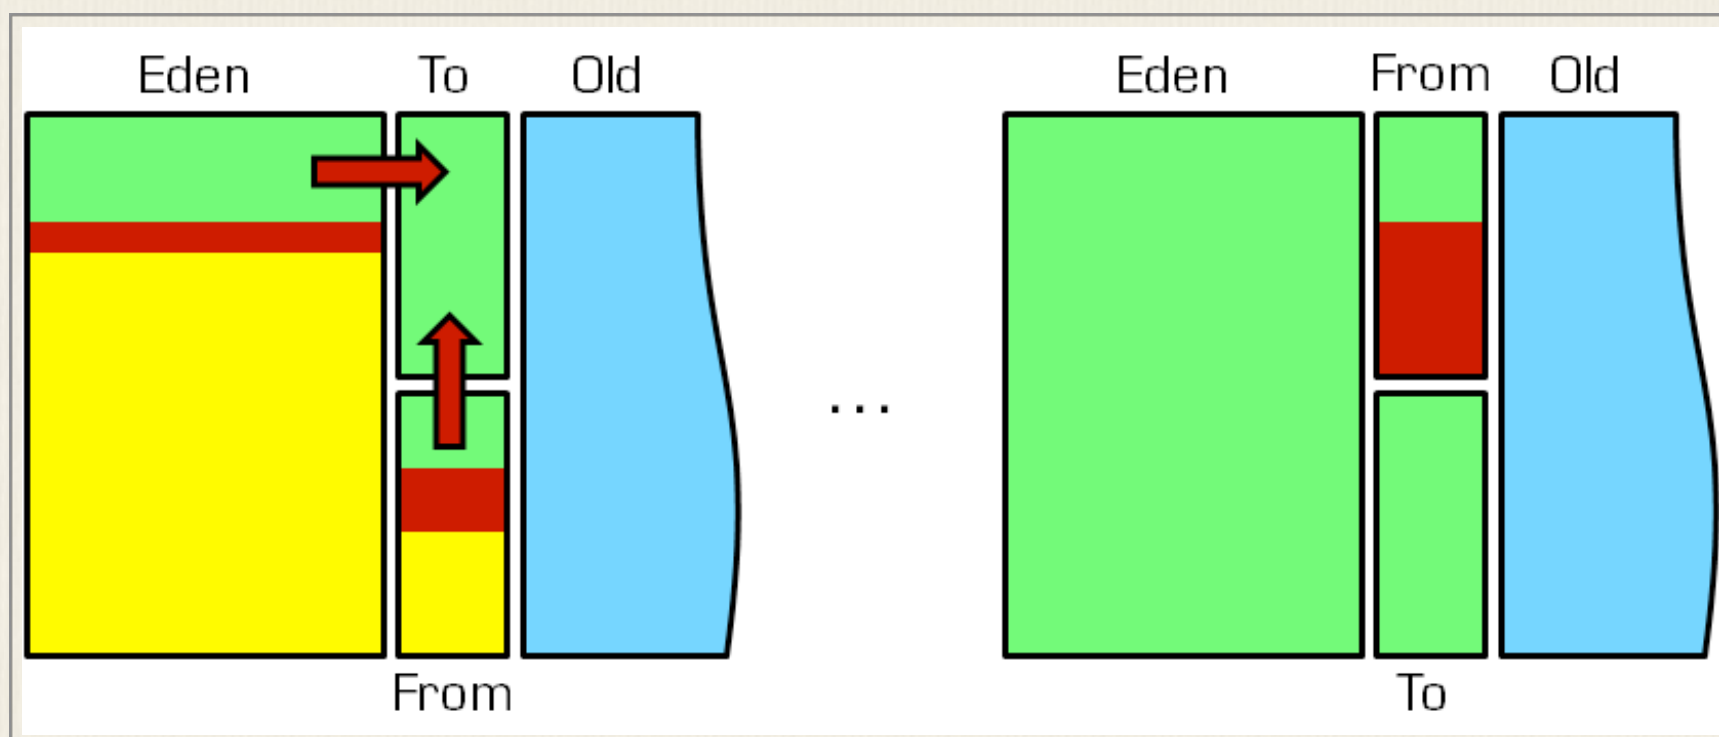 Eden To Old
Eden From Old
...
From
To